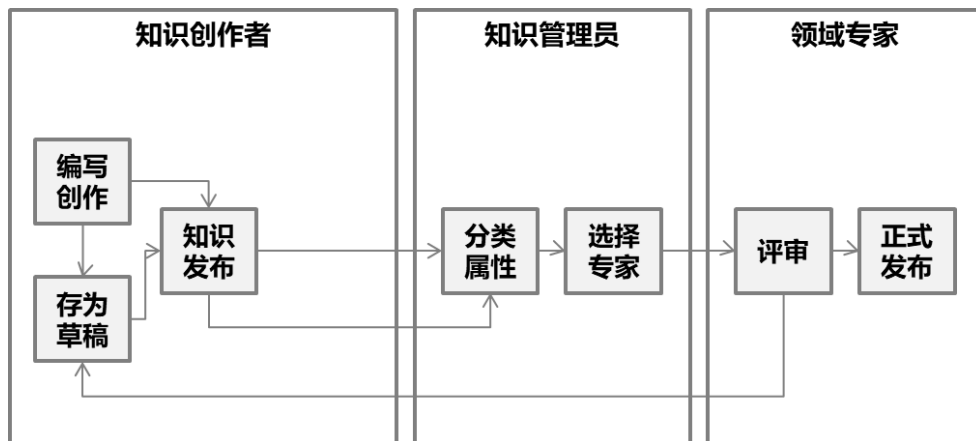 知识创作者
知识管理员
领域专家
编写
创作
知识
发布
存为
草稿
分类
属性
选择
专家
评审
正式
发布